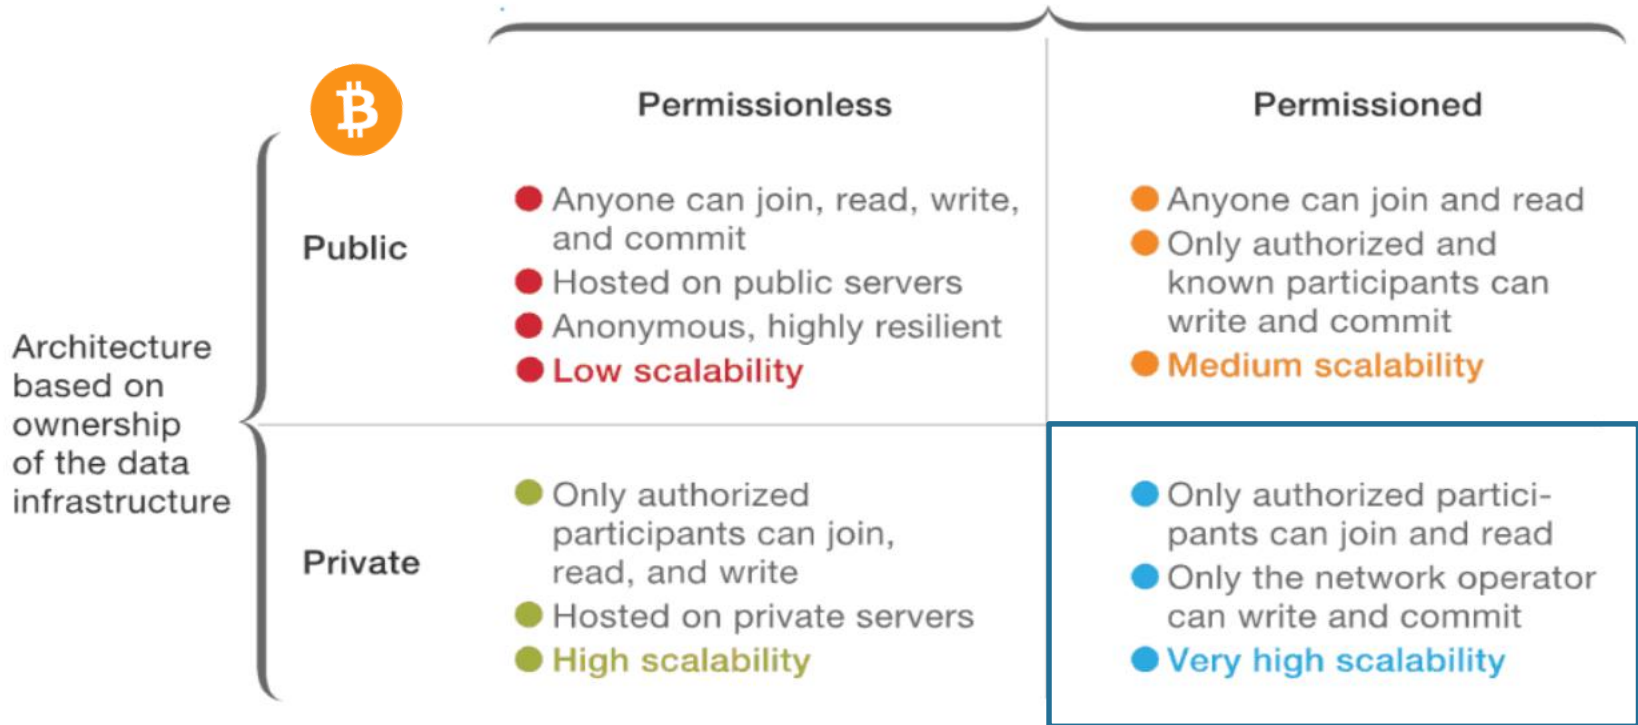 Permissionless
Permissioned
Public
Anyone can join, read, write,
and commit
Hosted on public servers
Anonymous, highly resilient
Low scalability
Anyone can join and read
Only authorized and
known participants can
write and commit
Medium scalability
Architecture
based on
ownership
of the data
infrastructure
Private
Only authorized
participants can join,
read, and write
Hosted on private servers
High scalability
Only authorized partici-
pants can join and read
Only the network operator
can write and commit
Very high scalability